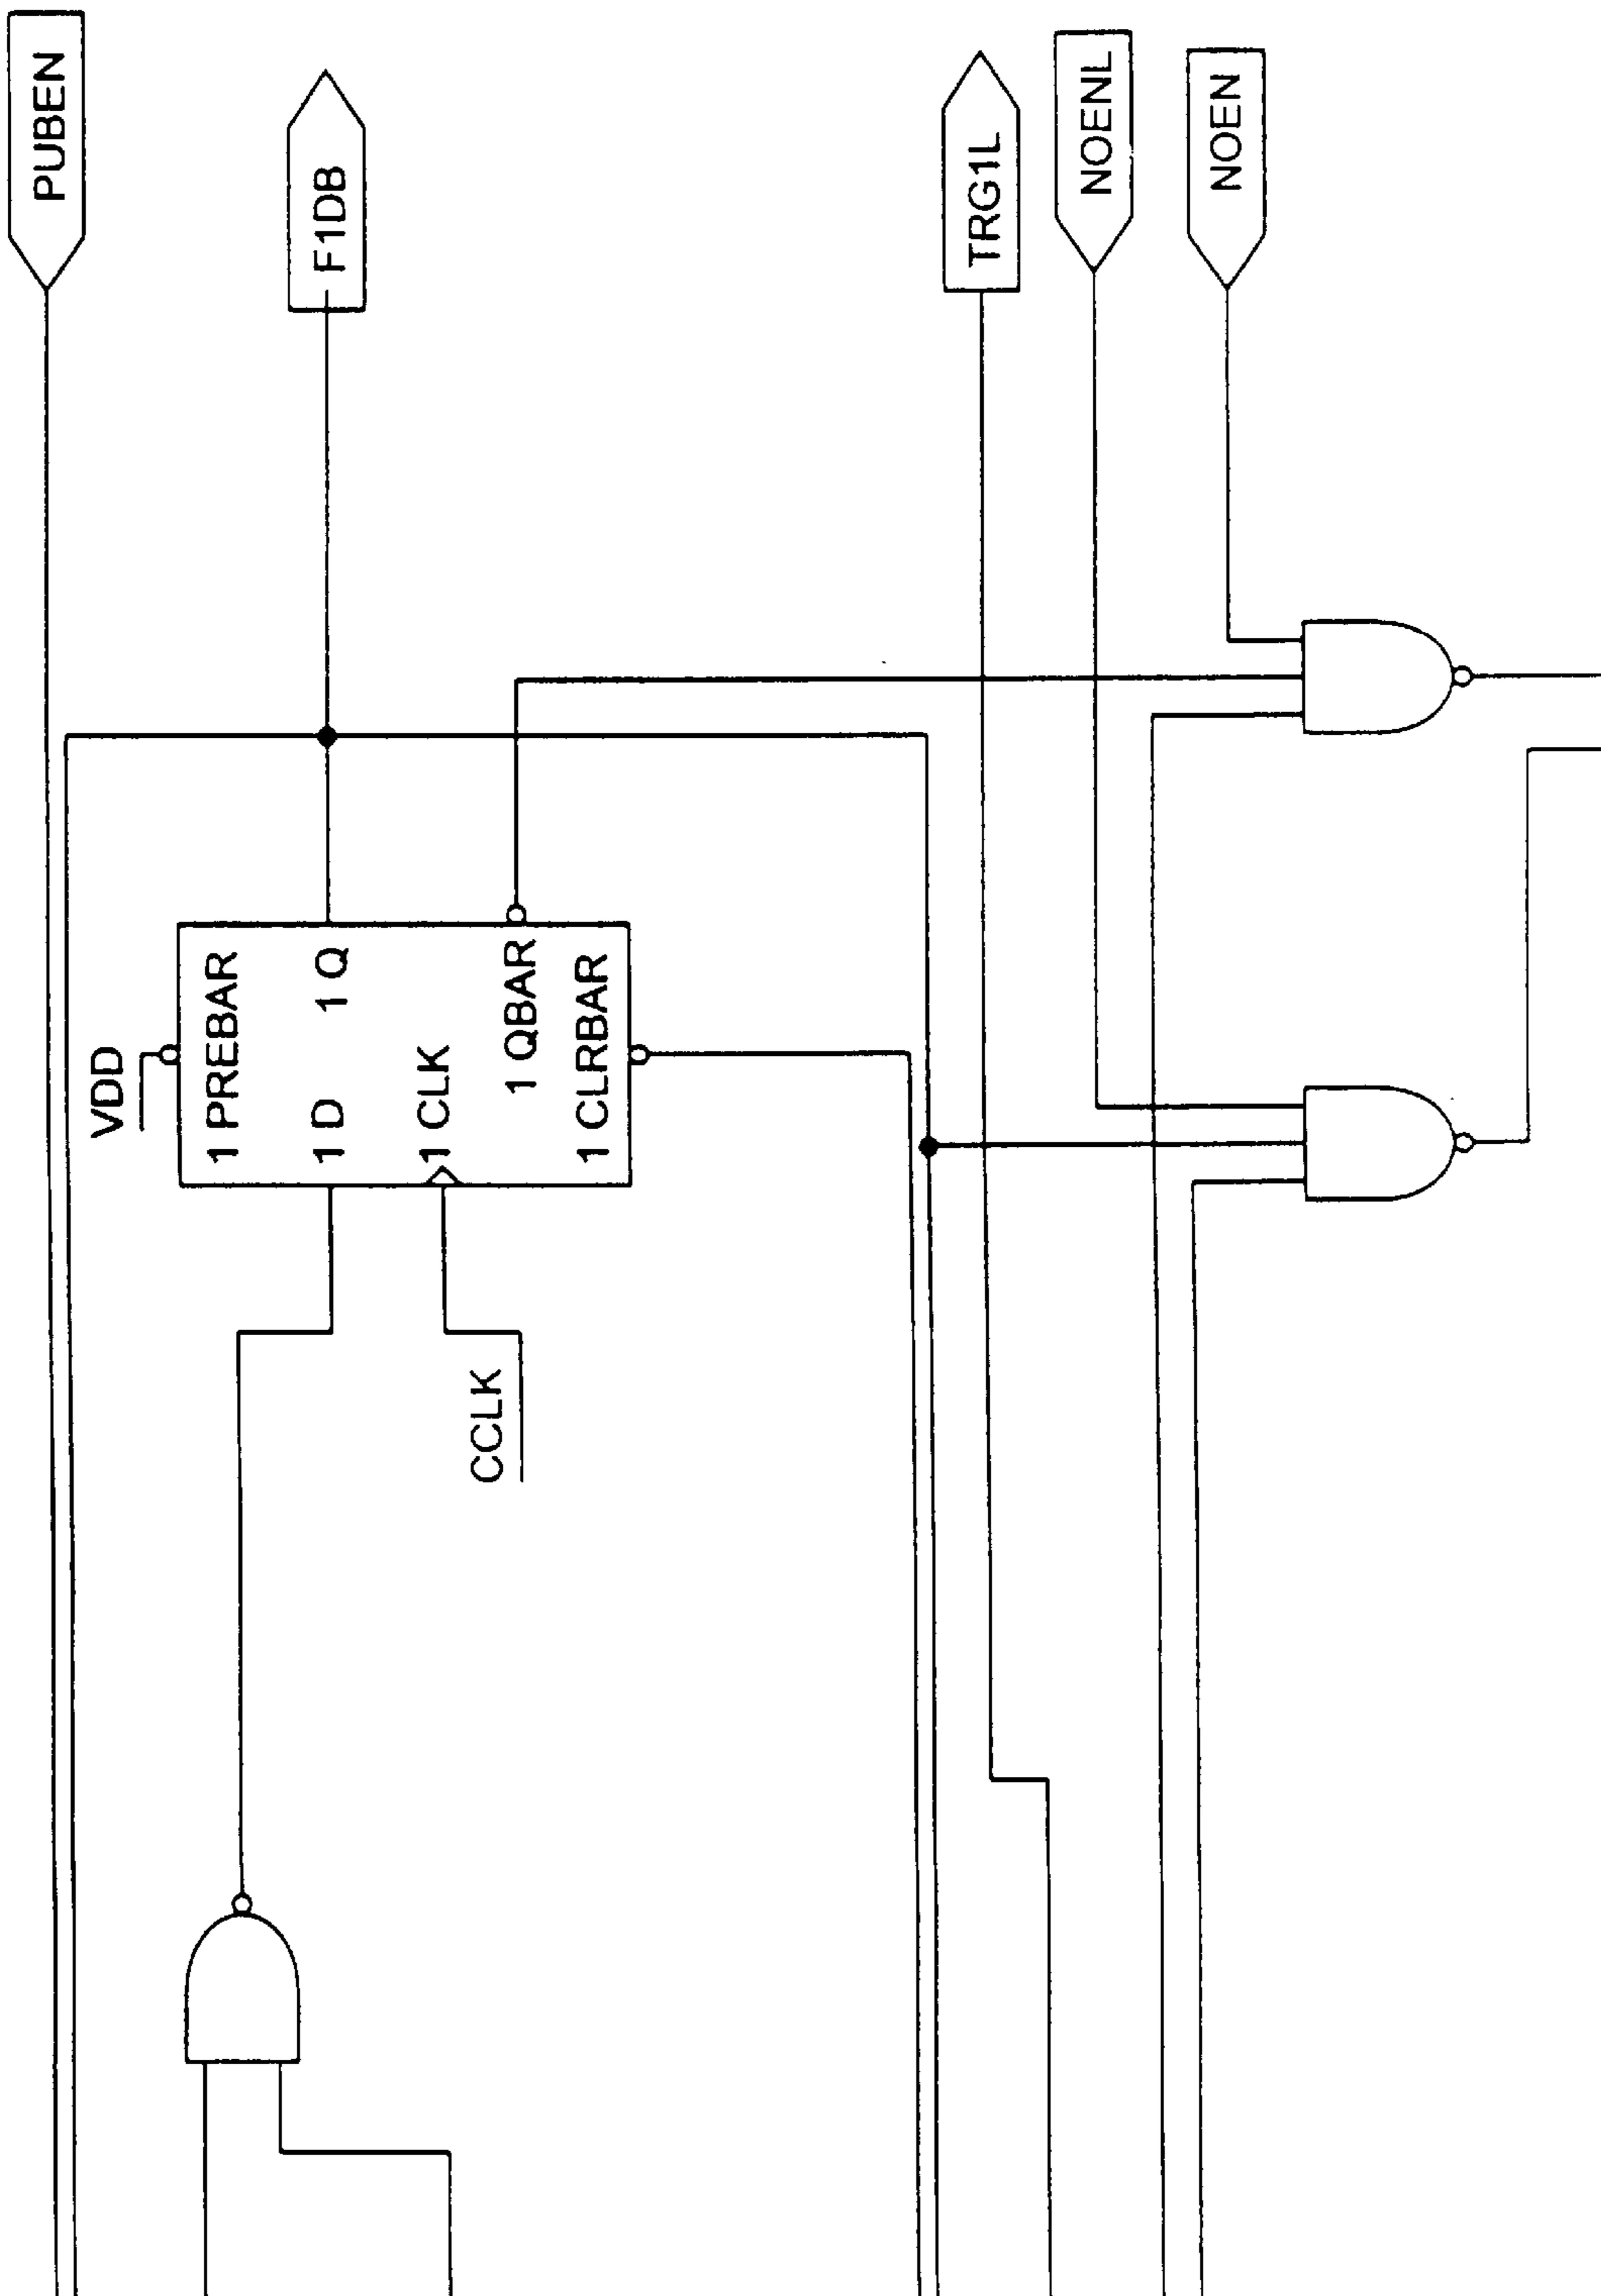 PUBEN
F1DB
TRG1L
NOENL
NOEN
VDD
1 PREBAR
1 D
1 Q
1 CLK
1 QBAR
1 CLRBAR
CCLK